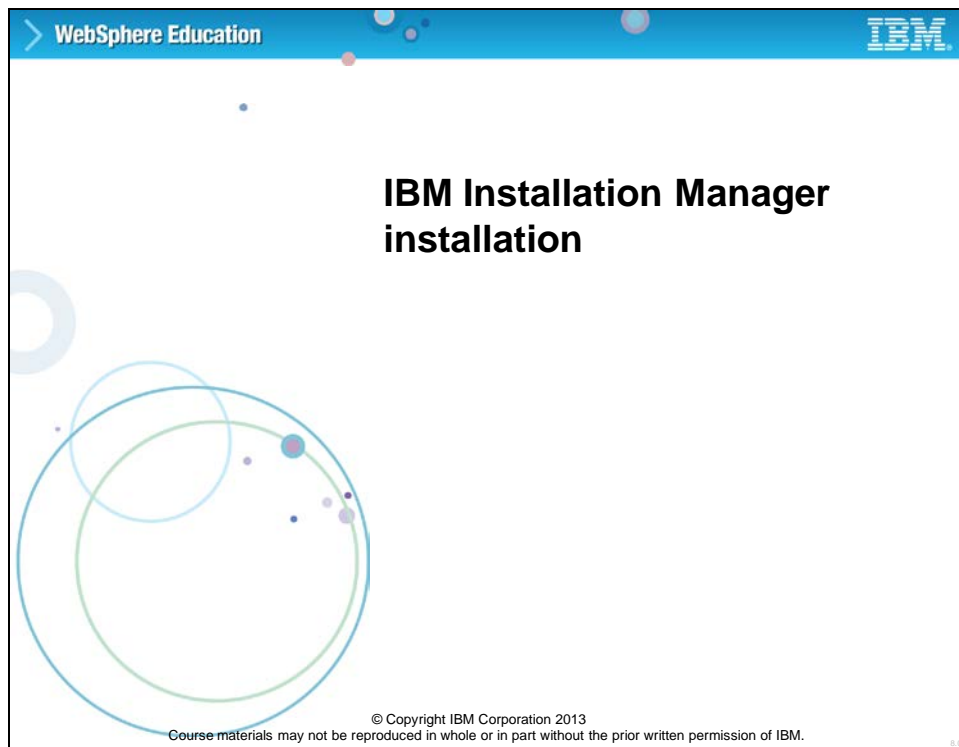 WebSphere Education
IBM.
IBM Installation Manager
installation
© Copyright IBM Corporation 2013
Course materials may not be reproduced in whole or in part without the prior written permission of IBM.